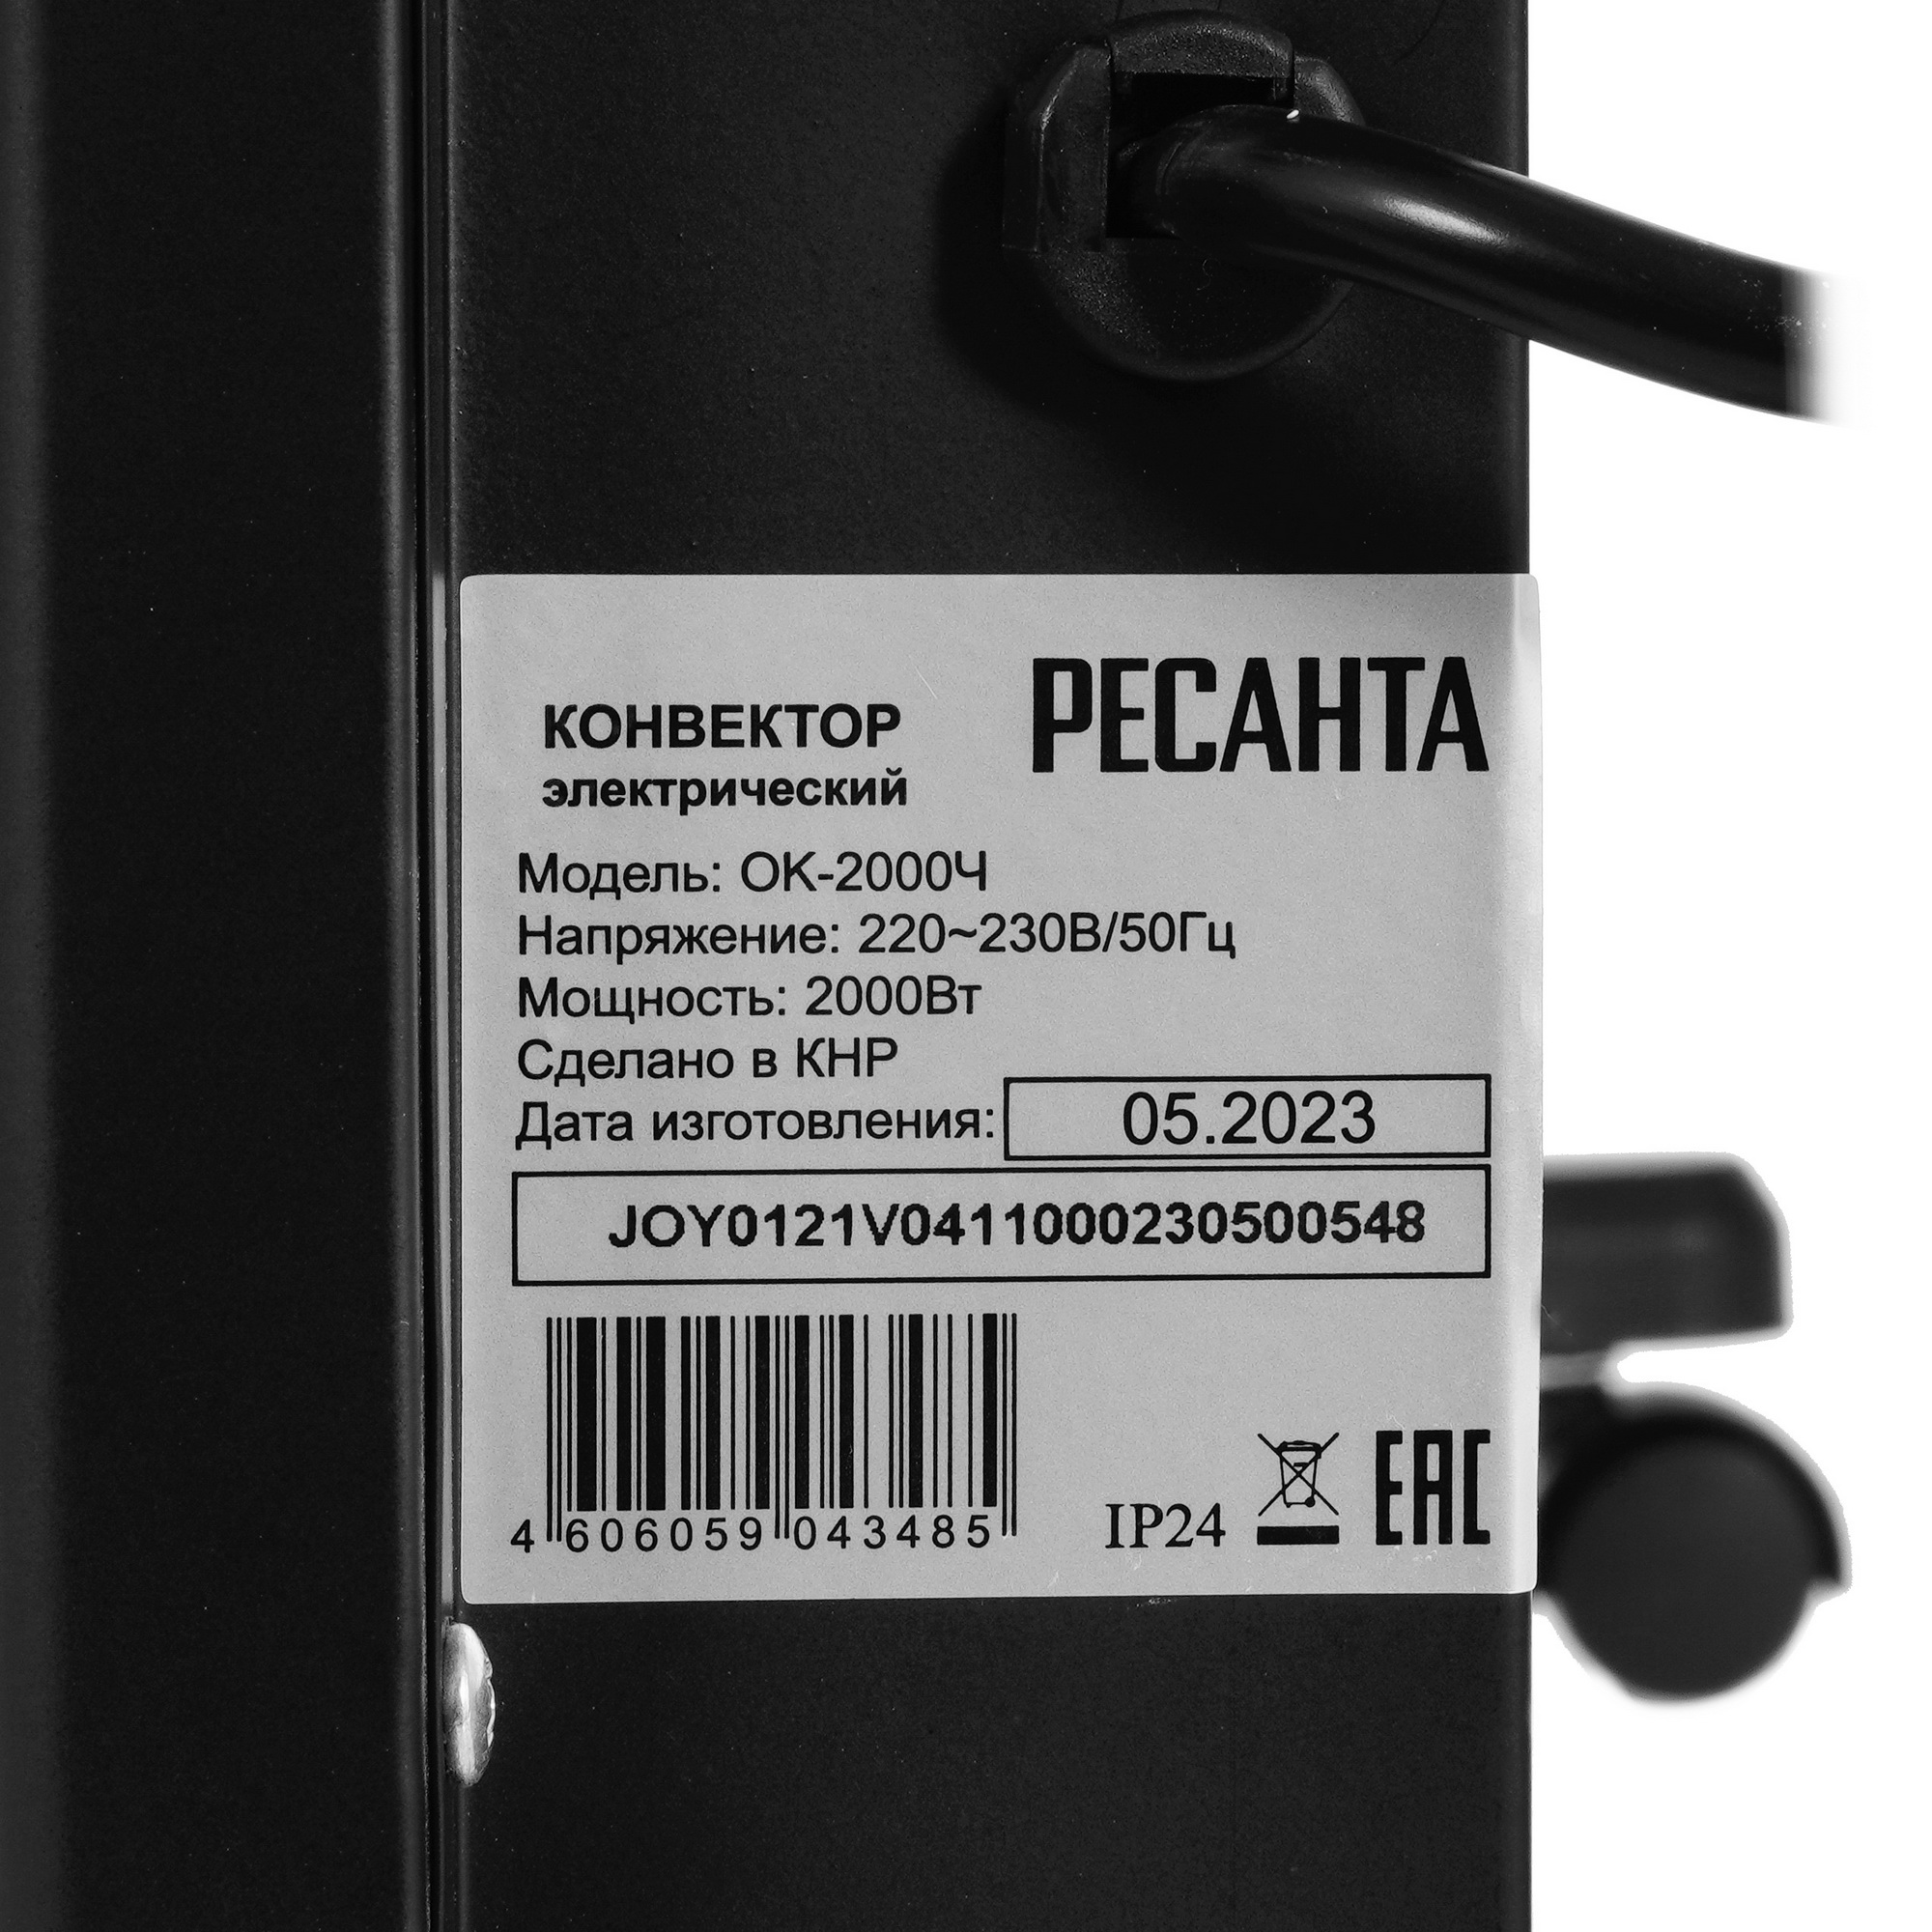 РЕСАНТА
КОНВЕКТОР
электрический
Модель: ОК-2000Ч
Напряжение: 220~230В/50Гц
Мощность: 2000Вт
Сделано в КНР
Дата изготовления: 05.2023
JOY0121V0411000230500548
4 606059 043485
IP24 EAC